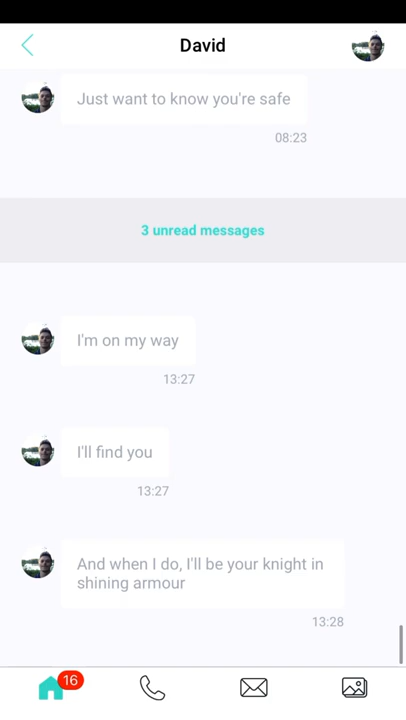 David
Just want to know you're safe
08:23
3 unread messages
I'm on my way
13:27
I'll find you
13:27
And when I do, I'll be your knight in
shining armour
13:28
16